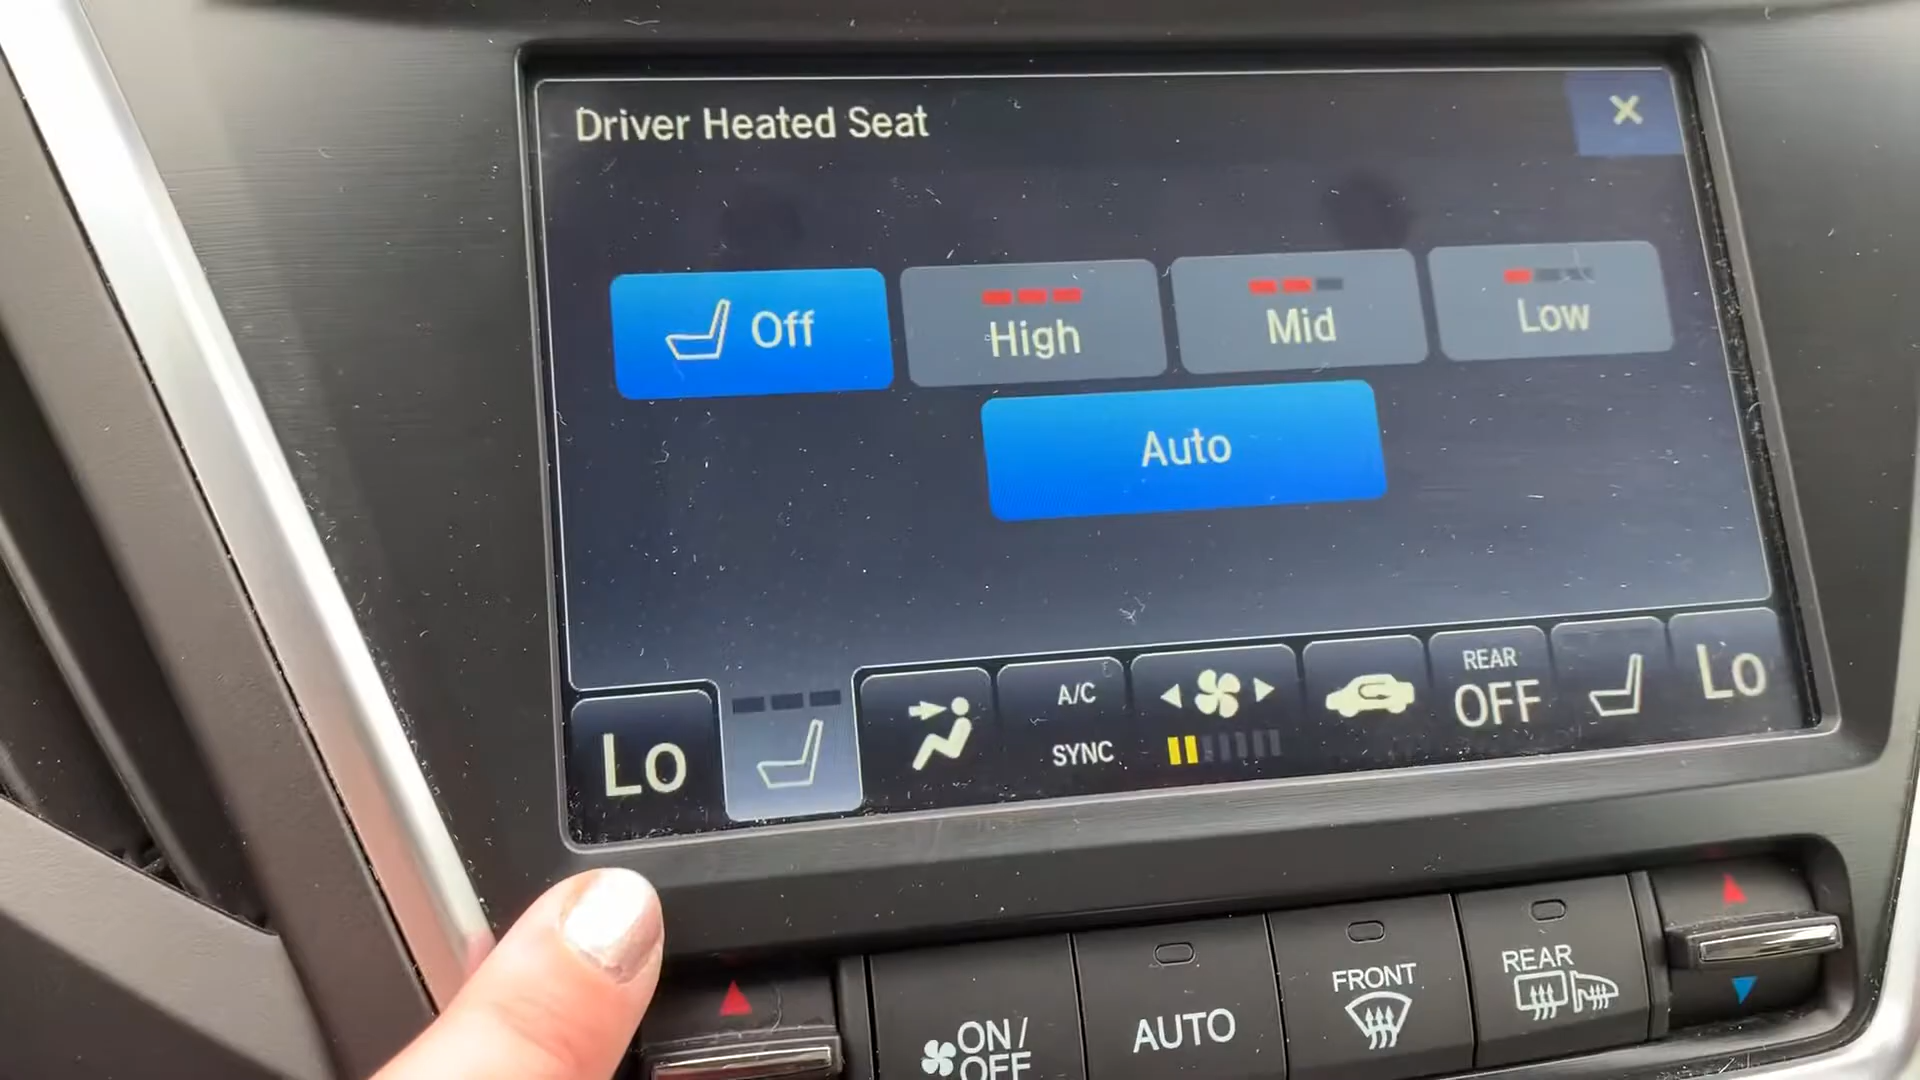 Driver Heated Seat
X
Off
High
Mid
Low
Auto
Lo
A/C
SYNC
REAR
OFF
Lo
ON/
OFF
AUTO
FRONT
REAR